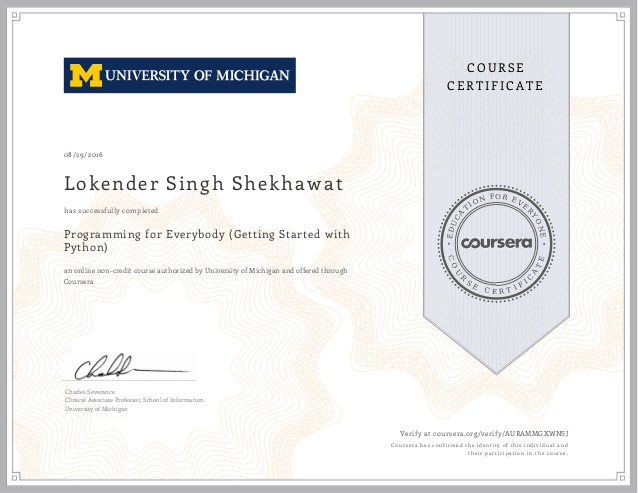 UNIVERSITY OF MICHIGAN
COURSE
CERTIFICATE
08/29/2016
Lokender Singh Shekhawat
has successfully completed
Programming for Everybody (Getting Started with
Python)
an online non-credit course authorized by University of Michigan and offered through
Coursera
EDUCATION FOR EVERYONE
coursera
COURSE CERTIFICATE
Charles Severance
Clinical Associate Professor, School of Information
University of Michigan
Verify at coursera.org/verify/AURAMMGXWNSJ
Coursera has confirmed the identity of this individual and
their participation in the course.